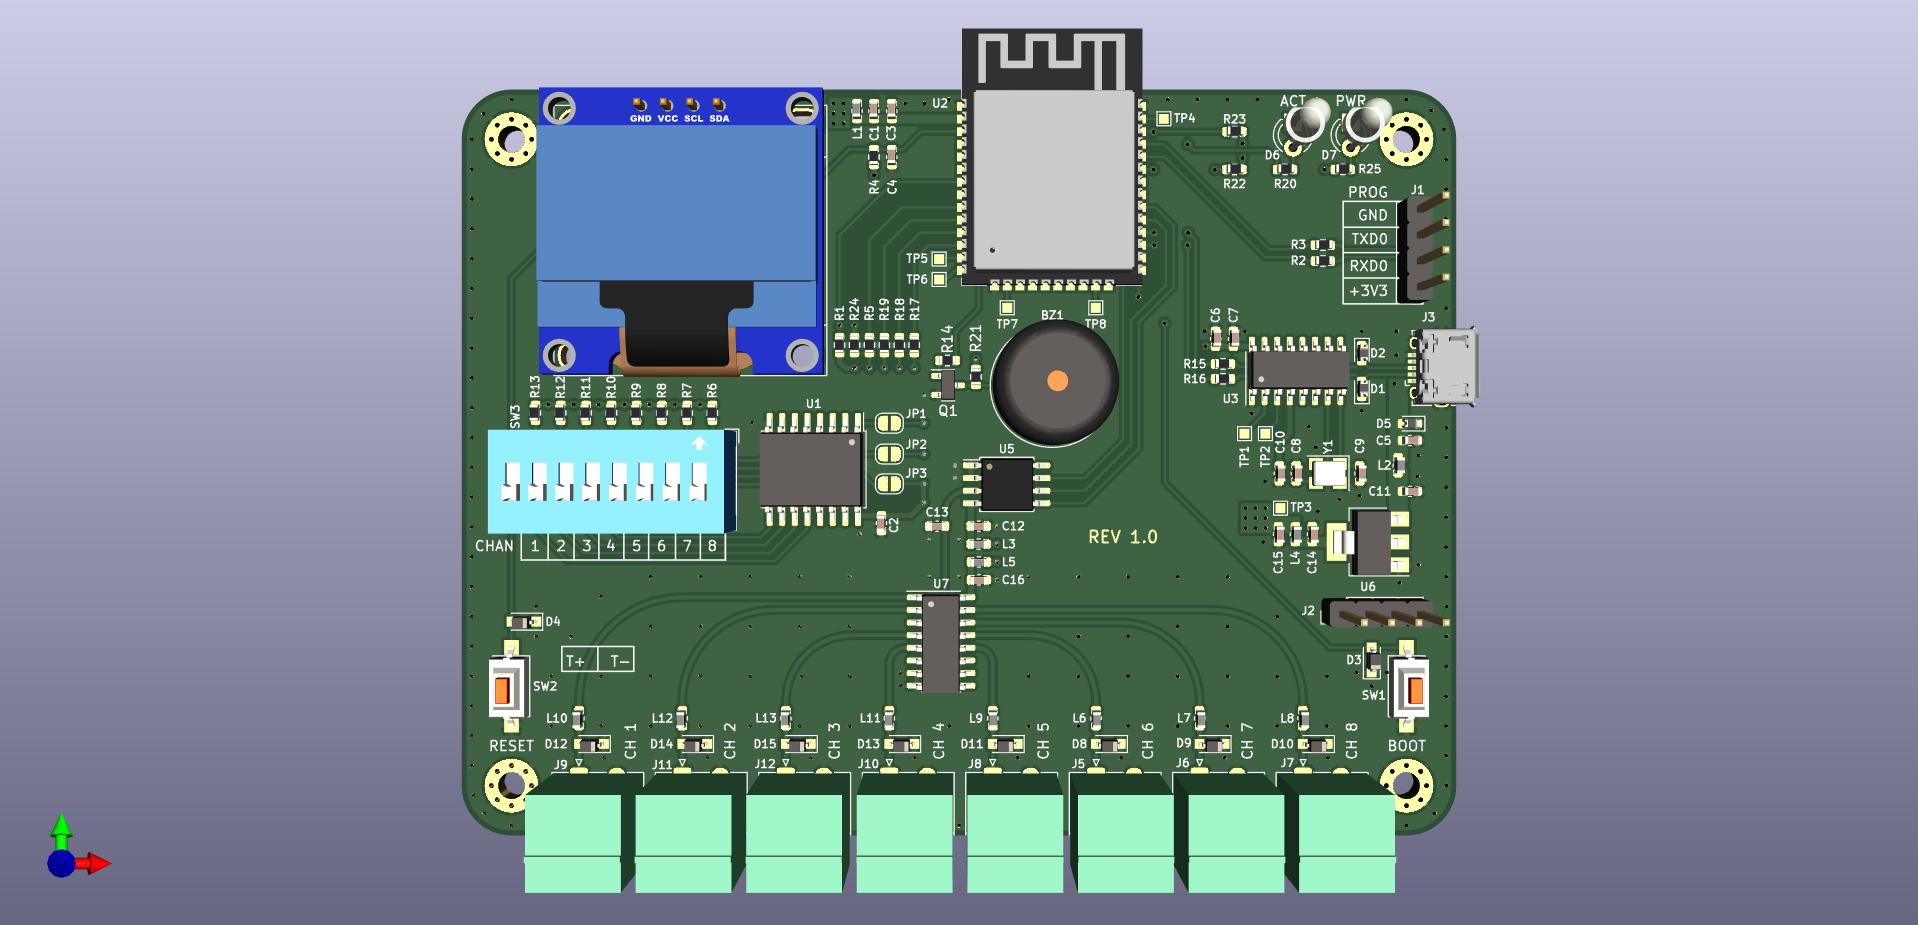 ACT PWR
U2
GND VCC SCL SDA
L1 C1 C3
TP4
R23
D6 D7
R4 C4
R22 R20 R25
PROG J1
GND
TXD0
RXD0
+3V3
R3
R2
TP5
TP6
R1 R24 R5 R19 R18 R17
TP7 BZ1 TP8
C6 C7
J3
R14 R21
D2
R15
R16
U3
D1
Q1
R13 R12 R11 R10 R9 R8 R7 R6
SW3
U1
JP1
JP2
JP3
U5
D5
C5
TP1 TP2 C10 C8 Y1 C9
L2
C11
TP3
C2 C13 C12
L3
L5
C16
REV 1.0
C15 L4 C14
U6
CHAN 1 2 3 4 5 6 7 8
U7
J2
D4
T+ T-
SW2
RESET
D3
SW1
BOOT
L10 L12 L13 L11 L9 L6 L7 L8
D12 D14 D15 D13 D11 D8 D9 D10
CH 1 CH 2 CH 3 CH 4 CH 5 CH 6 CH 7 CH 8
J9 J11 J12 J10 J8 J5 J6 J7